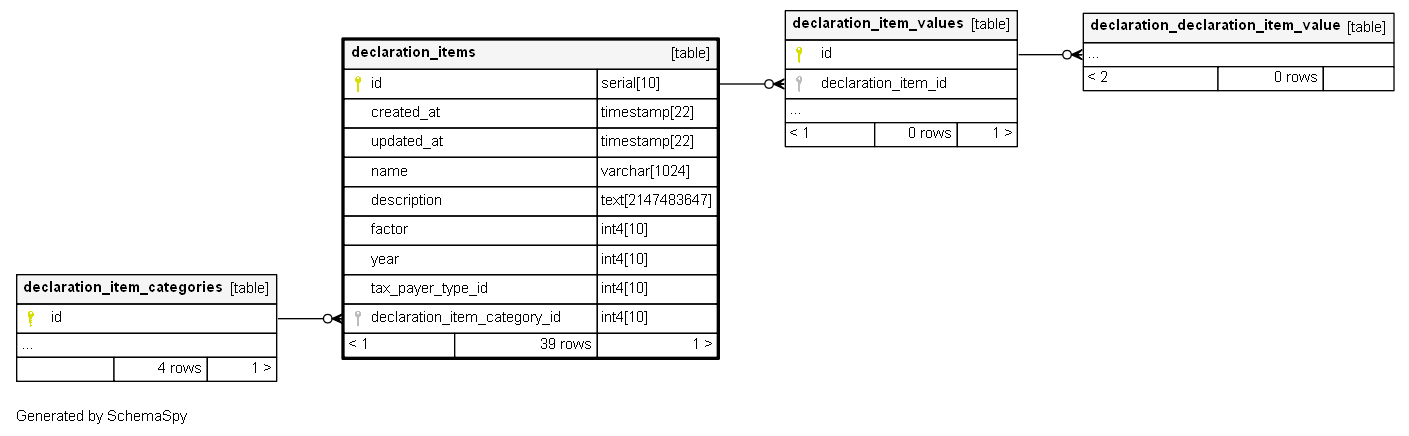 declaration_item_values [table]
id
declaration_item_id
...
< 1 0 rows 1 >
declaration_declaration_item_value [table]
...
< 2 0 rows
declaration_items [table]
id serial[10]
created_at timestamp[22]
updated_at timestamp[22]
name varchar[1024]
description text[2147483647]
factor int4[10]
year int4[10]
tax_payer_type_id int4[10]
declaration_item_category_id int4[10]
< 1 39 rows 1 >
declaration_item_categories [table]
id
...
4 rows 1 >
Generated by SchemaSpy